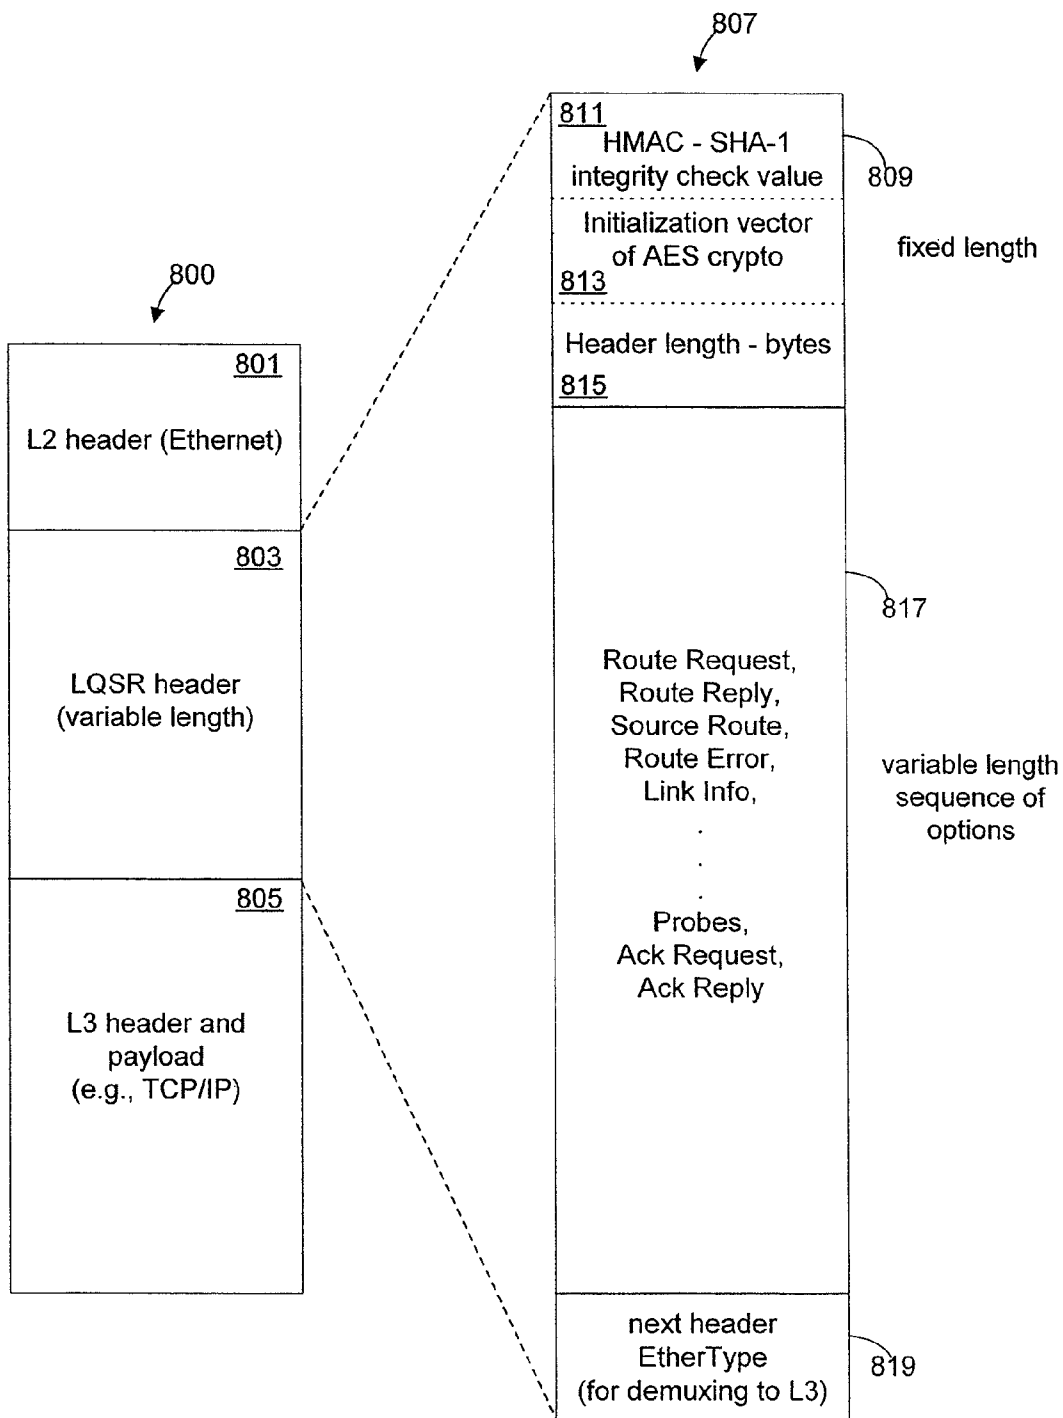 807
811
HMAC - SHA-1
integrity check value
809
Initialization vector
of AES crypto
813
fixed length
Header length - bytes
815
800
801
L2 header (Ethernet)
803
LQSR header
(variable length)
805
L3 header and
payload
(e.g., TCP/IP)
817
Route Request,
Route Reply,
Source Route,
Route Error,
Link Info,
.
.
.
Probes,
Ack Request,
Ack Reply
variable length
sequence of
options
next header
EtherType
(for demuxing to L3)
819